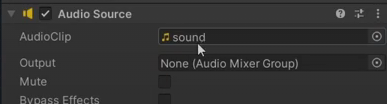 Audio Source
AudioClip sound
Output None (Audio Mixer Group)
Mute
Bypass Effects